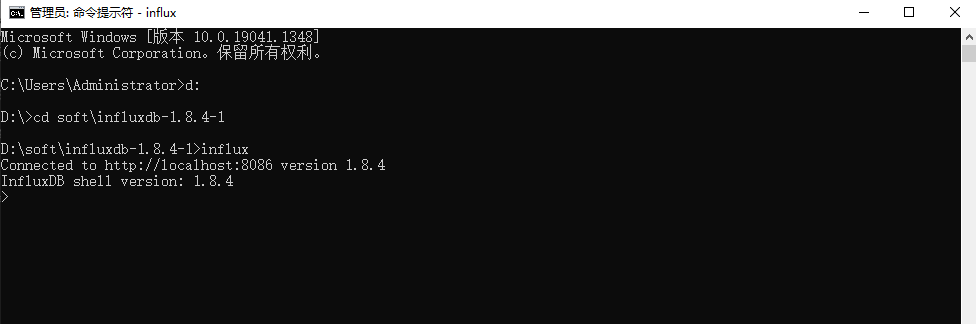 管理员: 命令提示符 - influx
Microsoft Windows [版本 10.0.19041.1348]
(c) Microsoft Corporation。保留所有权利。
C:\Users\Administrator>d:
D:\>cd soft\influxdb-1.8.4-1
D:\soft\influxdb-1.8.4-1>influx
Connected to http://localhost:8086 version 1.8.4
InfluxDB shell version: 1.8.4
>